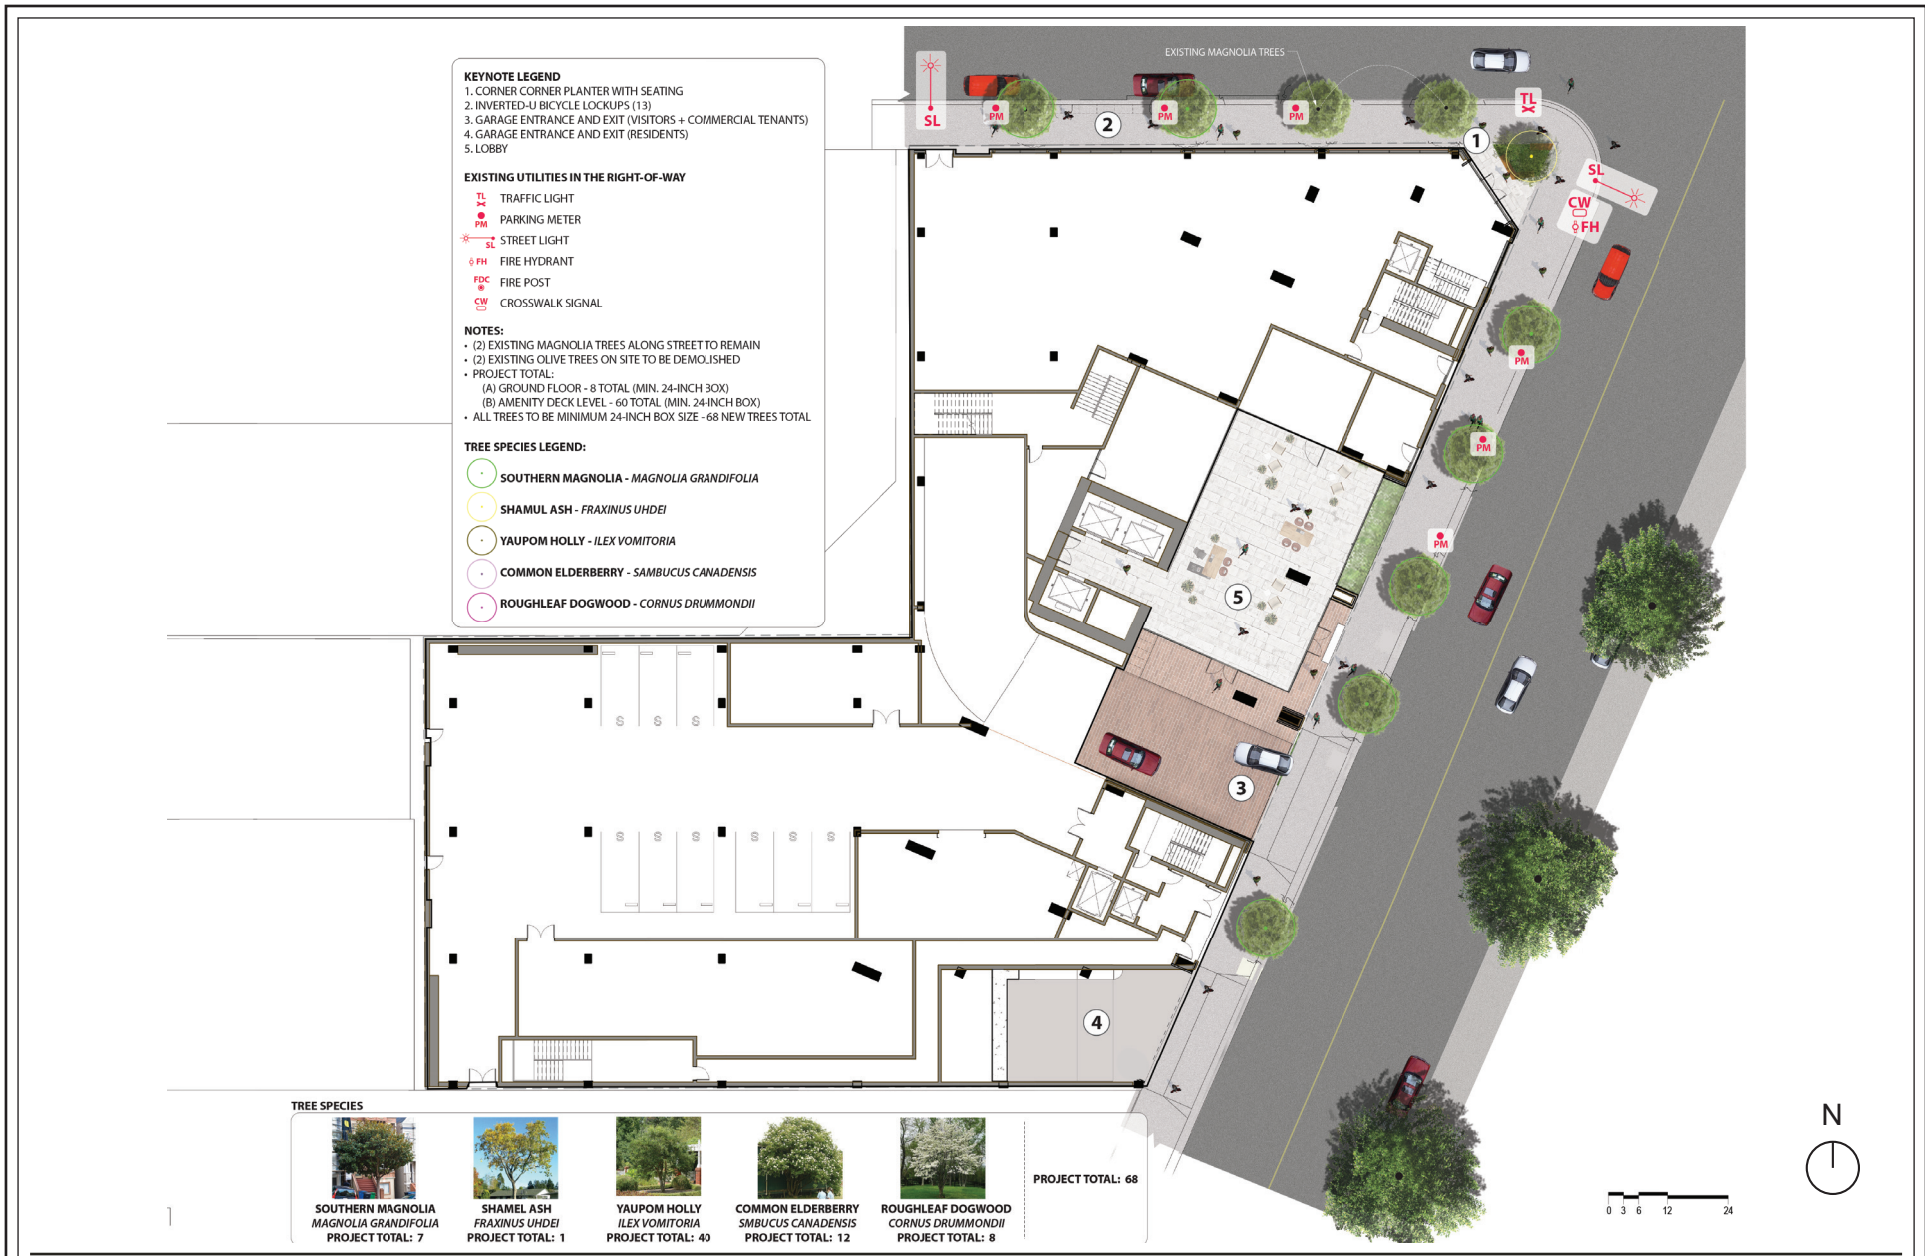 KEYNOTE LEGEND
1. CORNER CORNER PLANTER WITH SEATING
2. INVERTED-U BICYCLE LOCKUPS (13)
3. GARAGE ENTRANCE AND EXIT (VISITORS + COMMERCIAL TENANTS)
4. GARAGE ENTRANCE AND EXIT (RESIDENTS)
5. LOBBY
EXISTING UTILITIES IN THE RIGHT-OF-WAY
TL TRAFFIC LIGHT
PM PARKING METER
SL STREET LIGHT
FH FIRE HYDRANT
FDC FIRE POST
CW CROSSWALK SIGNAL
NOTES:
• (2) EXISTING MAGNOLIA TREES ALONG STREET TO REMAIN
• (2) EXISTING OLIVE TREES ON SITE TO BE DEMOLISHED
• PROJECT TOTAL:
(A) GROUND FLOOR - 8 TOTAL (MIN. 24-INCH BOX)
(B) AMENITY DECK LEVEL - 60 TOTAL (MIN. 24-INCH BOX)
• ALL TREES TO BE MINIMUM 24-INCH BOX SIZE - 68 NEW TREES TOTAL
TREE SPECIES LEGEND:
SOUTHERN MAGNOLIA - MAGNOLIA GRANDIFOLIA
SHAMUL ASH - FRAXINUS UHDEI
YAUPOM HOLLY - ILEX VOMITORIA
COMMON ELDERBERRY - SAMBUCUS CANADENSIS
ROUGHLEAF DOGWOOD - CORNUS DRUMMONDII
EXISTING MAGNOLIA TREES
SL
PM
PM
PM
TL
2
1
SL
CW
FH
PM
PM
PM
5
3
4
S S S
S S S S S S
TREE SPECIES
SOUTHERN MAGNOLIA
MAGNOLIA GRANDIFOLIA
PROJECT TOTAL: 7
SHAMEL ASH
FRAXINUS UHDEI
PROJECT TOTAL: 1
YAUPOM HOLLY
ILEX VOMITORIA
PROJECT TOTAL: 40
COMMON ELDERBERRY
SMBUCUS CANADENSIS
PROJECT TOTAL: 12
ROUGHLEAF DOGWOOD
CORNUS DRUMMONDII
PROJECT TOTAL: 8
PROJECT TOTAL: 68
N
0 3 6 12 24